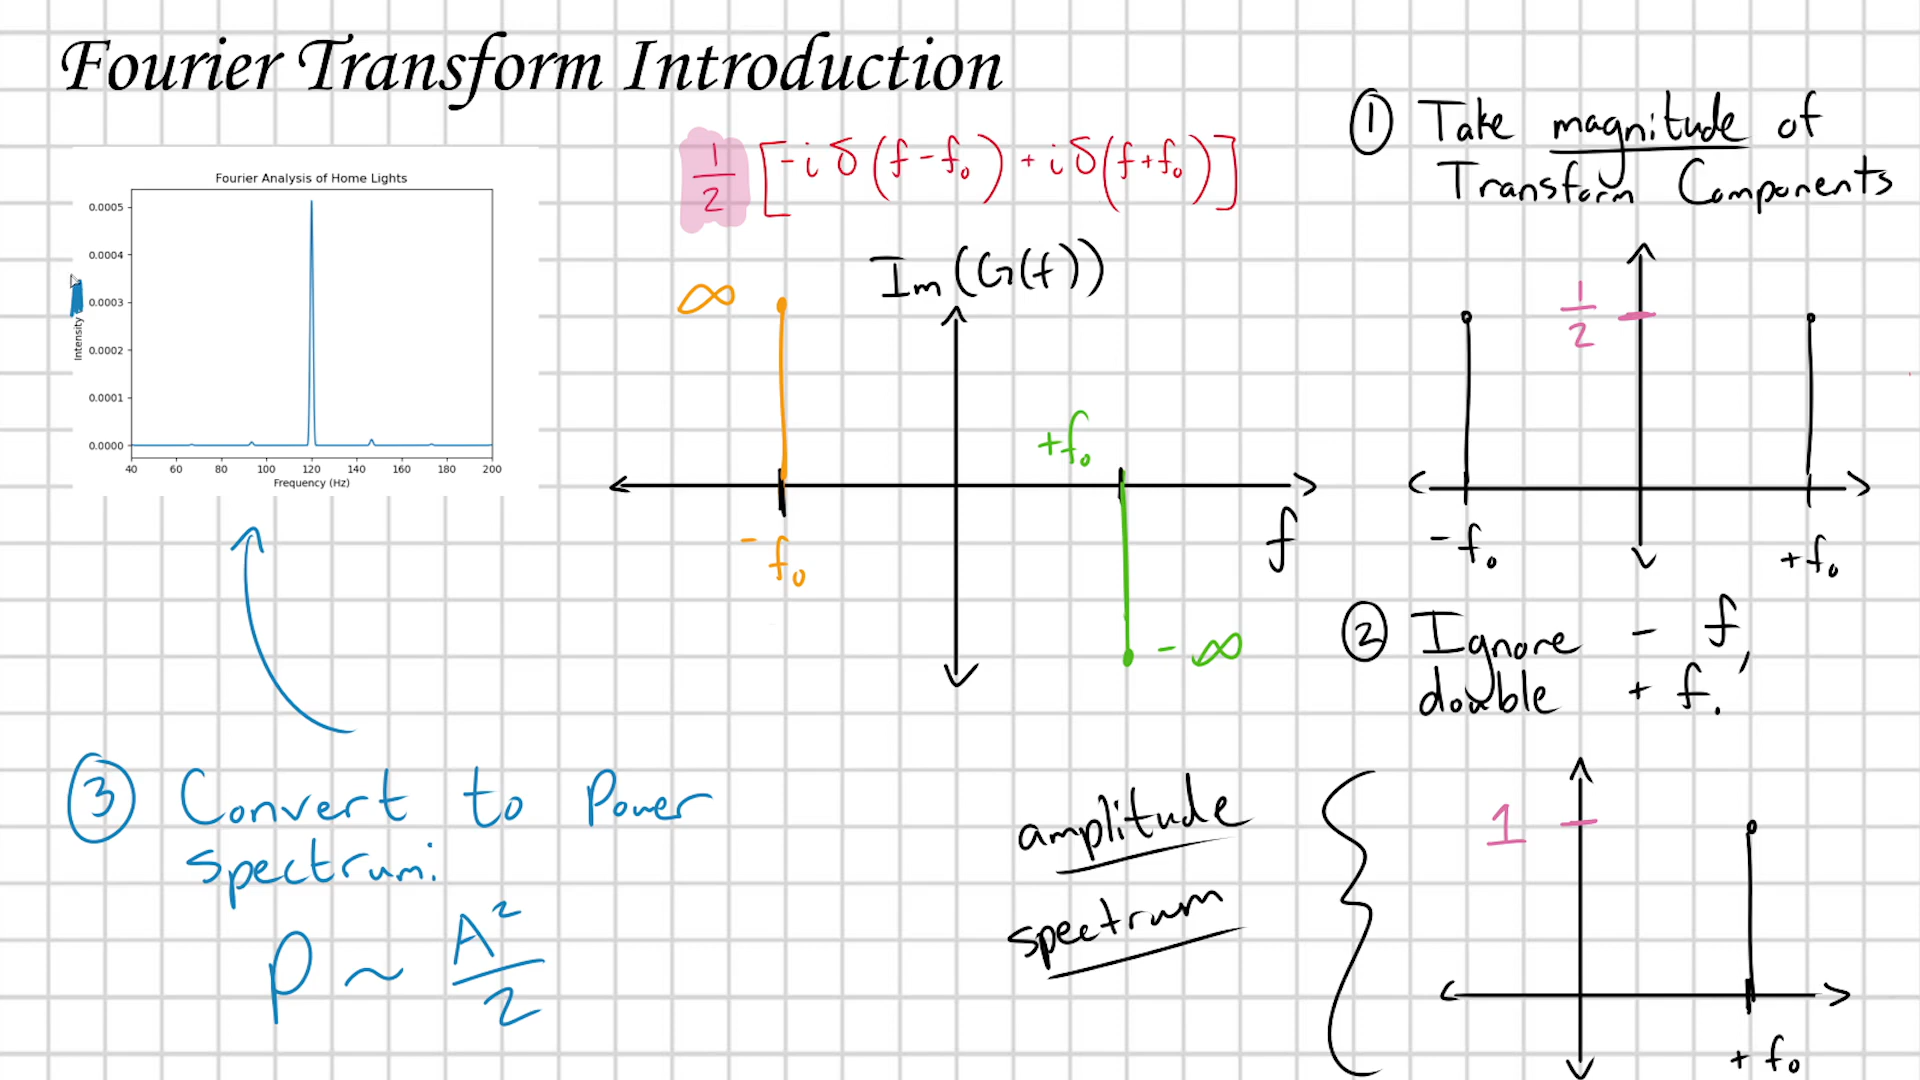 Fourier Transform Introduction
Fourier Analysis of Home Lights
0.0005
0.0004
0.0003
0.0002
0.0001
0.0000
Intensity
40 60 80 100 120 140 160 180 200
Frequency (Hz)
1/2 [-i δ(f-f₀) + i δ(f+f₀)]
Im(G(f))
∞
+f₀
-f₀
f
-∞
① Take magnitude of
Transform Components
1/2
-f₀
+f₀
② Ignore - f,
double + f.
amplitude
spectrum
1
+f₀
③ Convert to Power
Spectrum:
P ~ A²/2